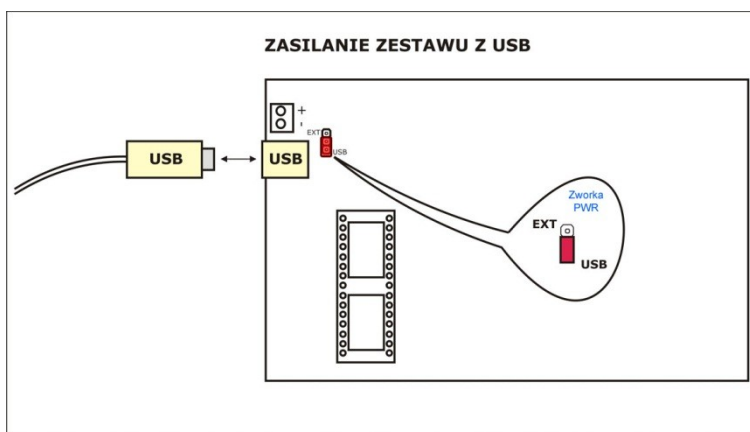 ZASILANIE ZESTAWU Z USB
+
-
EXT
USB
USB
USB
Zworka
PWR
EXT
USB